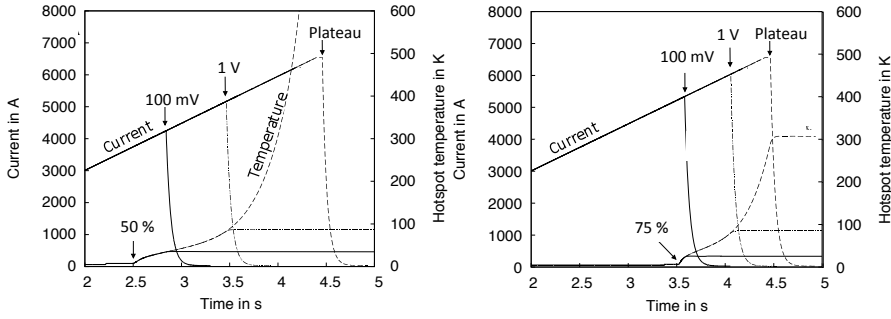 8000
7000
6000
5000
4000
3000
2000
1000
0
Current in A
600
500
400
300
200
100
0
Hotspot temperature in K
Plateau
1 V
100 mV
Current
Temperature
50 %
2 2.5 3 3.5 4 4.5 5
Time in s
8000
7000
6000
5000
4000
3000
2000
1000
0
Current in A
600
500
400
300
200
100
0
Hotspot temperature in K
Plateau
1 V
100 mV
Current
75 %
2 2.5 3 3.5 4 4.5 5
Time in s